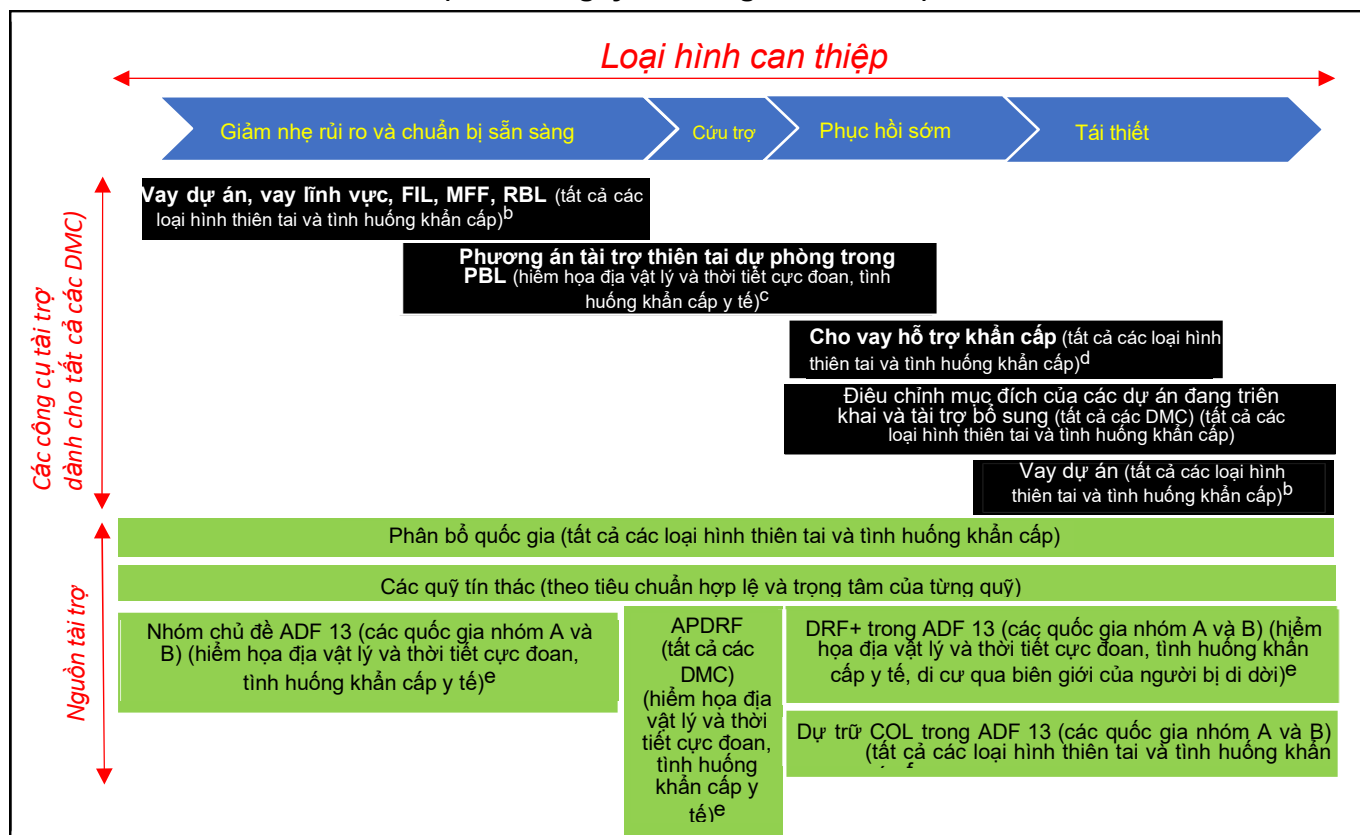 Loại hình can thiệp
Giảm nhẹ rủi ro và chuẩn bị sẵn sàng
Cứu trợ
Phục hồi sớm
Tái thiết
Các công cụ tài trợ
dành cho tất cả các DMC)
Vay dự án, vay lĩnh vực, FIL, MFF, RBL (tất cả các
loại hình thiên tai và tình huống khẩn cấp)b
Phương án tài trợ thiên tai dự phòng trong
PBL (hiểm họa địa vật lý và thời tiết cực đoan, tình
huống khẩn cấp y tế)c
Cho vay hỗ trợ khẩn cấp (tất cả các loại hình
thiên tai và tình huống khẩn cấp)d
Điều chỉnh mục đích của các dự án đang triên
khai và tài trợ bổ sung (tất cả các DMC) (tất cả các
loại hình thiên tai và tình huống khẩn cấp)
Vay dự án (tất cả các loại hình
thiên tai và tình huống khẩn cấp)b
Nguồn tài trợ
Phân bổ quốc gia (tất cả các loại hình thiên tai và tình huống khẩn cấp)
Các quỹ tín thác (theo tiêu chuẩn hợp lệ và trọng tâm của từng quỹ)
Nhóm chủ đề ADF 13 (các quốc gia nhóm A và
B) (hiểm họa địa vật lý và thời tiết cực đoan,
tình huống khẩn cấp y tế)e
APDRF
(tất cả các
DMC)
(hiểm họa địa
vật lý và thời
tiết cực đoan,
tình huống
khẩn cấp y
tế)e
DRF+ trong ADF 13 (các quốc gia nhóm A và B) (hiểm
họa địa vật lý và thời tiết cực đoan, tình huống khẩn
cấp y tế, di cư qua biên giới của người bị di dời)e
Dự trữ COL trong ADF 13 (các quốc gia nhóm A và B)
(tất cả các loại hình thiên tai và tình huống khẩn